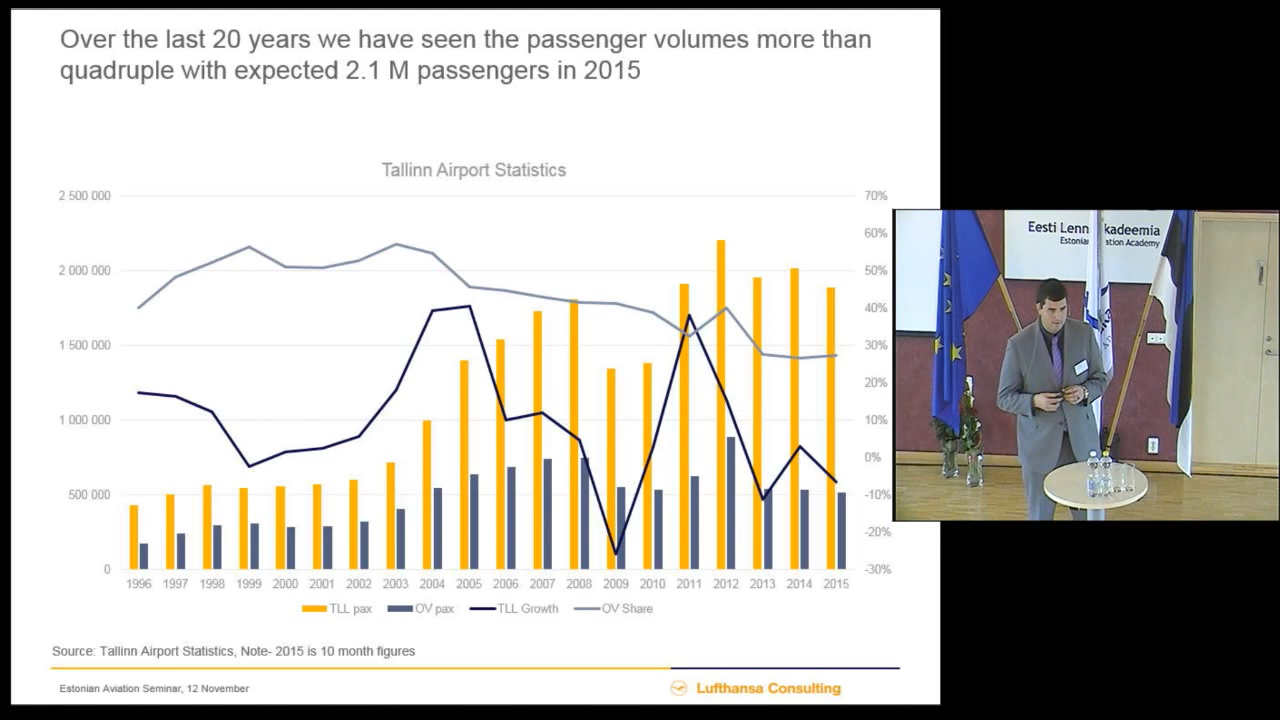 Over the last 20 years we have seen the passenger volumes more than
quadruple with expected 2.1 M passengers in 2015
Tallinn Airport Statistics
2 500 000
2 000 000
1 500 000
1 000 000
500 000
0
70%
60%
50%
40%
30%
20%
10%
0%
-10%
-20%
-30%
1996 1997 1998 1999 2000 2001 2002 2003 2004 2005 2006 2007 2008 2009 2010 2011 2012 2013 2014 2015
TLL pax OV pax TLL Growth OV Share
Source: Tallinn Airport Statistics, Note- 2015 is 10 month figures
Estonian Aviation Seminar, 12 November
Lufthansa Consulting
Eesti Lenn kadeemia
Estonia ation Academy